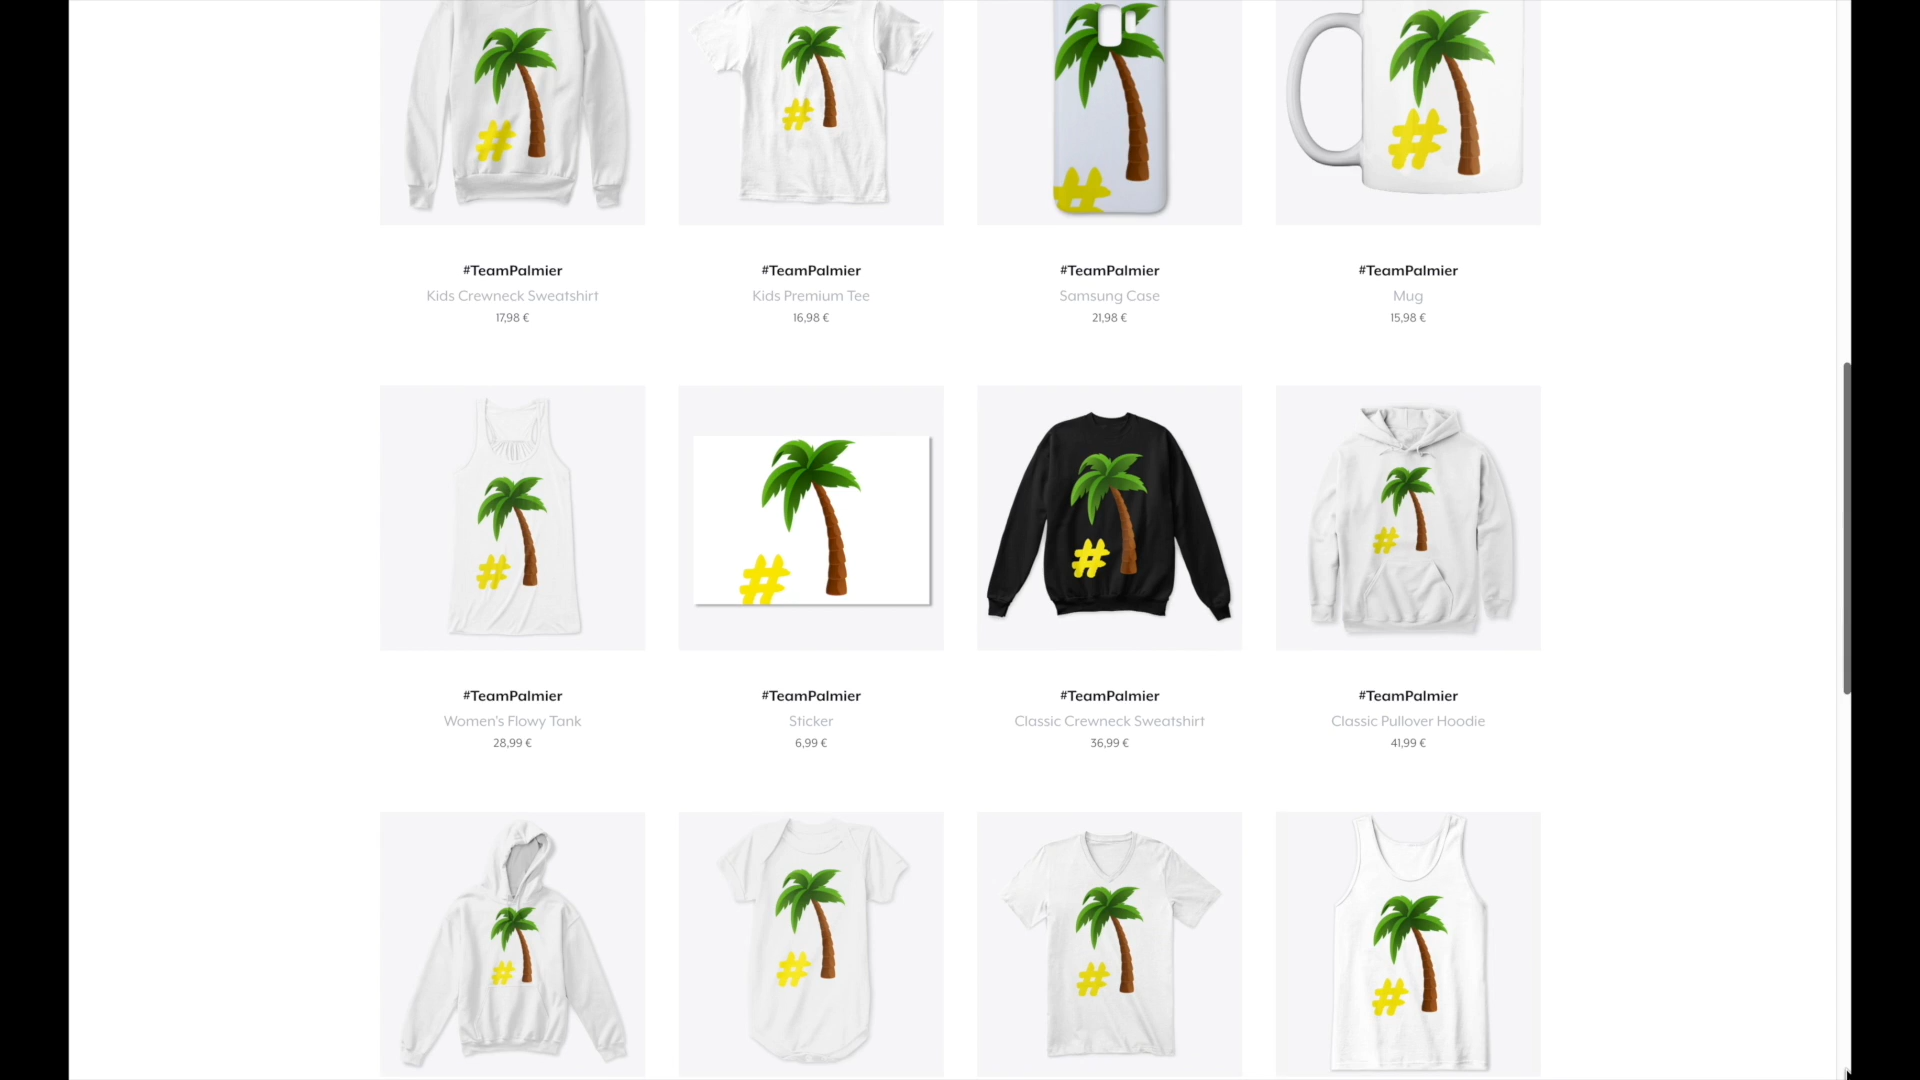 #
#
#
#
#TeamPalmier
Kids Crewneck Sweatshirt
17,98 €
#TeamPalmier
Kids Premium Tee
16,98 €
#TeamPalmier
Samsung Case
21,98 €
#TeamPalmier
Mug
15,98 €
#
#
#
#
#TeamPalmier
Women's Flowy Tank
28,99 €
#TeamPalmier
Sticker
6,99 €
#TeamPalmier
Classic Crewneck Sweatshirt
36,99 €
#TeamPalmier
Classic Pullover Hoodie
41,99 €
#
#
#
#